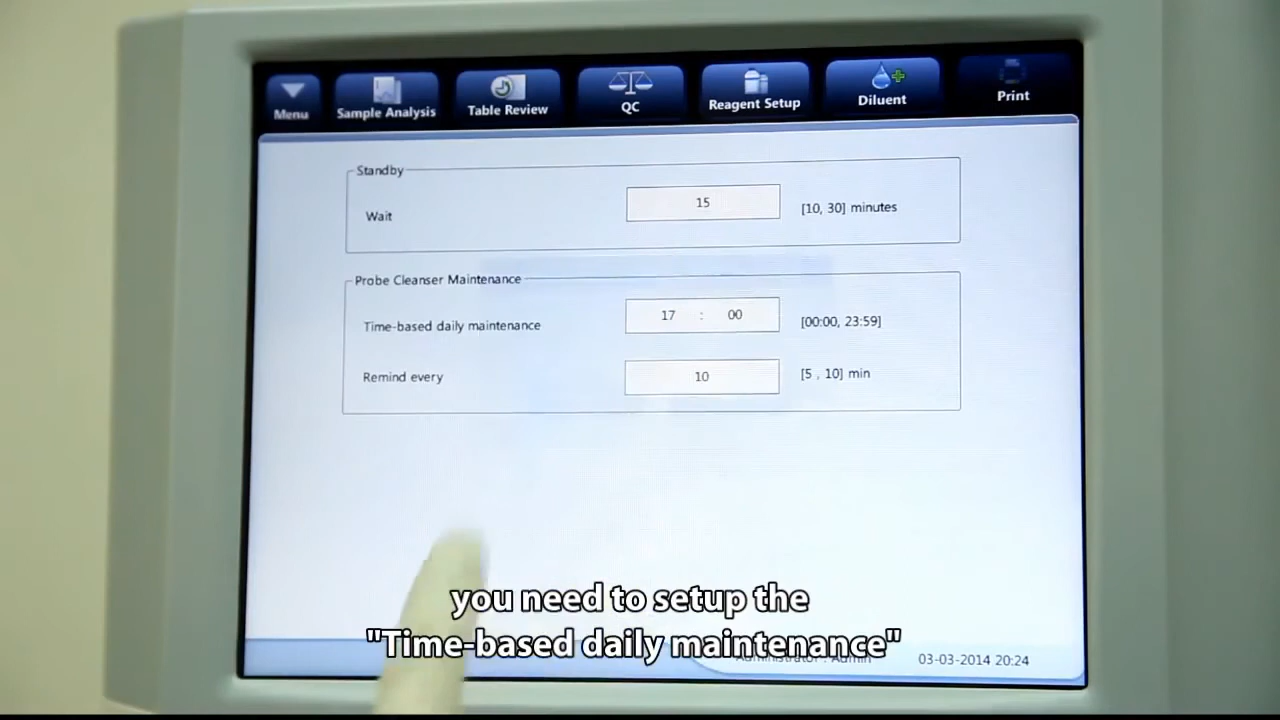 Menu
Sample Analysis
Table Review
QC
Reagent Setup
Diluent
Print
Standby
Wait
15
[10, 30] minutes
Probe Cleanser Maintenance
Time-based daily maintenance
17 : 00
[00:00, 23:59]
Remind every
10
[5 , 10] min
you need to setup the
"Time-based daily maintenance"
Administrator : Admin
03-03-2014 20:24